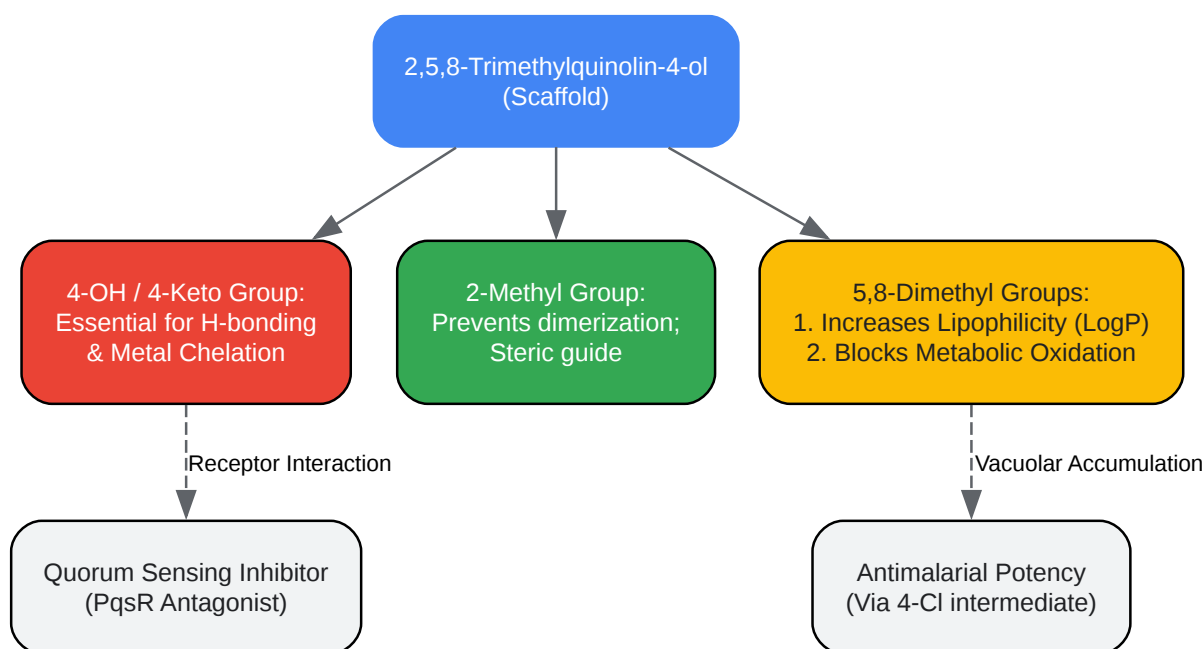 2,5,8-Trimethylquinolin-4-ol
(Scaffold)
4-OH / 4-Keto Group:
Essential for H-bonding
& Metal Chelation
2-Methyl Group:
Prevents dimerization;
Steric guide
5,8-Dimethyl Groups:
1. Increases Lipophilicity (LogP)
2. Blocks Metabolic Oxidation
Receptor Interaction
Vacuolar Accumulation
Quorum Sensing Inhibitor
(PqsR Antagonist)
Antimalarial Potency
(Via 4-Cl intermediate)